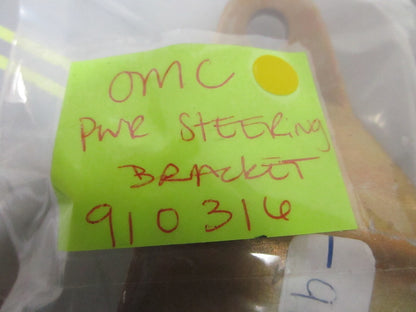 OMC
PWR STEERING
BRACKET
910316